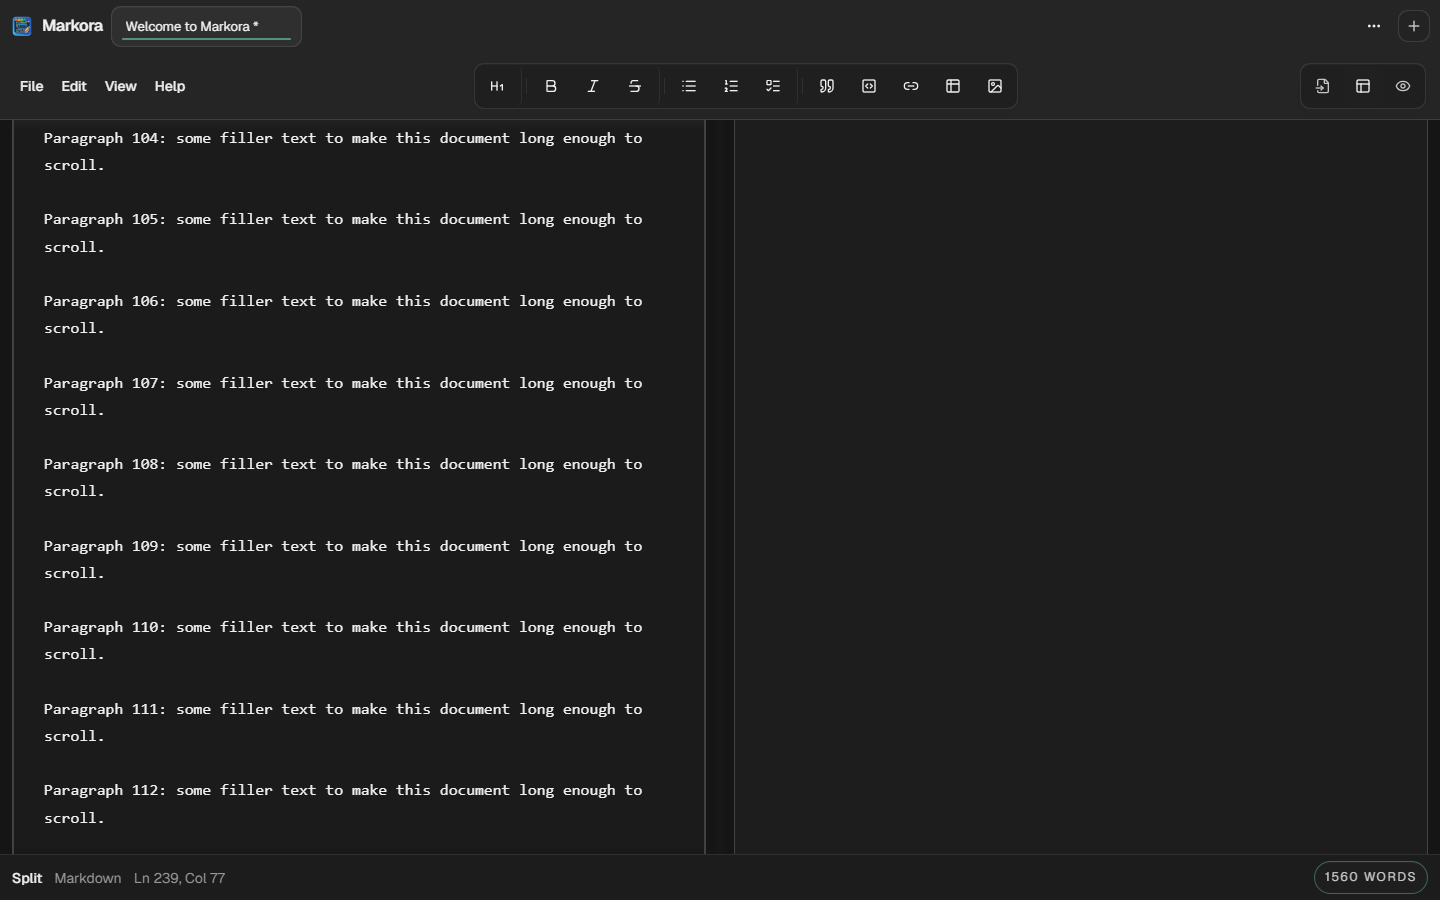 Markora
Welcome to Markora *
File Edit View Help
H1
Paragraph 104: some filler text to make this document long enough to
scroll.
Paragraph 105: some filler text to make this document long enough to
scroll.
Paragraph 106: some filler text to make this document long enough to
scroll.
Paragraph 107: some filler text to make this document long enough to
scroll.
Paragraph 108: some filler text to make this document long enough to
scroll.
Paragraph 109: some filler text to make this document long enough to
scroll.
Paragraph 110: some filler text to make this document long enough to
scroll.
Paragraph 111: some filler text to make this document long enough to
scroll.
Paragraph 112: some filler text to make this document long enough to
scroll.
Split Markdown Ln 239, Col 77
1560 WORDS